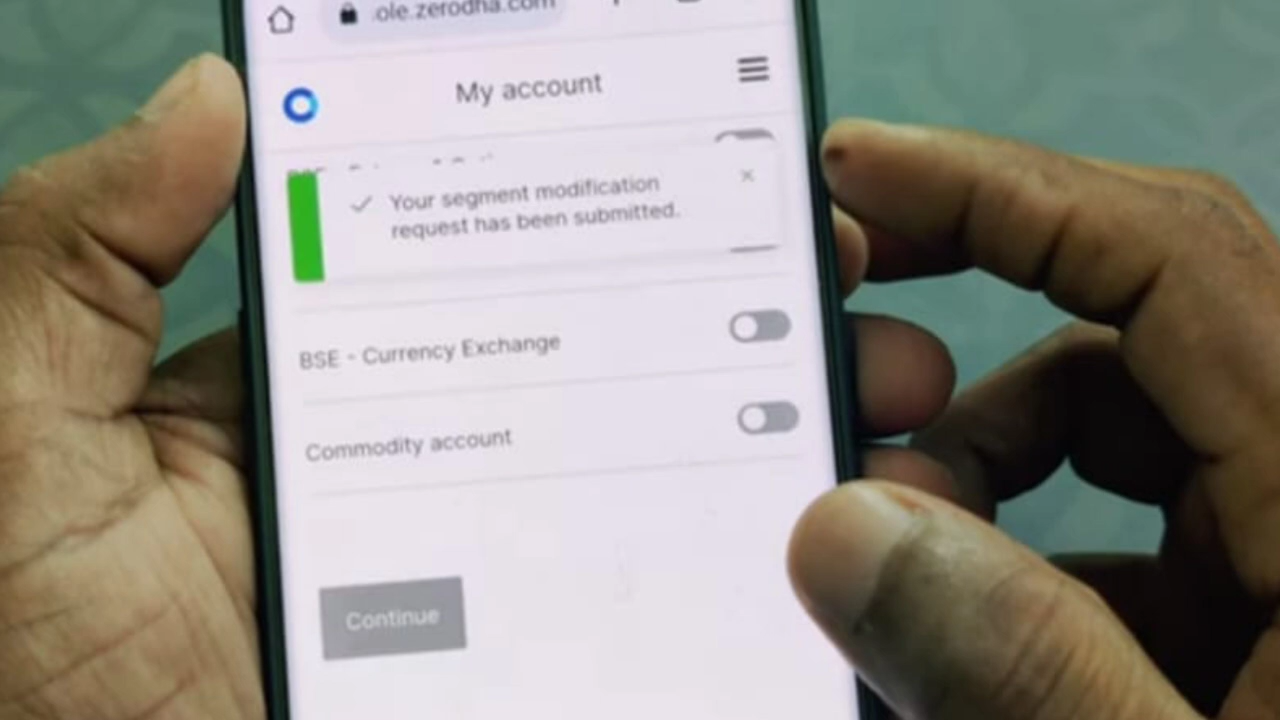 .ole.zerodha.com
My account
Your segment modification
request has been submitted.
BSE - Currency Exchange
Commodity account
Continue